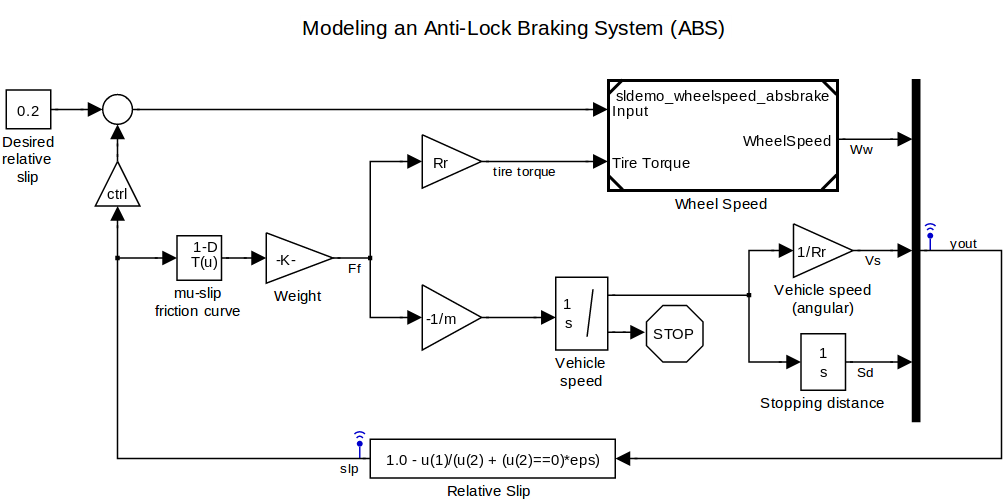 Modeling an Anti-Lock Braking System (ABS)
0.2
Desired
relative
slip
ctrl
sldemo_wheelspeed_absbrake
Input
WheelSpeed
Tire Torque
Wheel Speed
Ww
Rr
tire torque
1-D
T(u)
mu-slip
friction curve
-K-
Weight
Ff
-1/m
1
s
Vehicle
speed
STOP
1/Rr
Vehicle speed
(angular)
Vs
yout
1
s
Stopping distance
Sd
slp
1.0 - u(1)/(u(2) + (u(2)==0)*eps)
Relative Slip